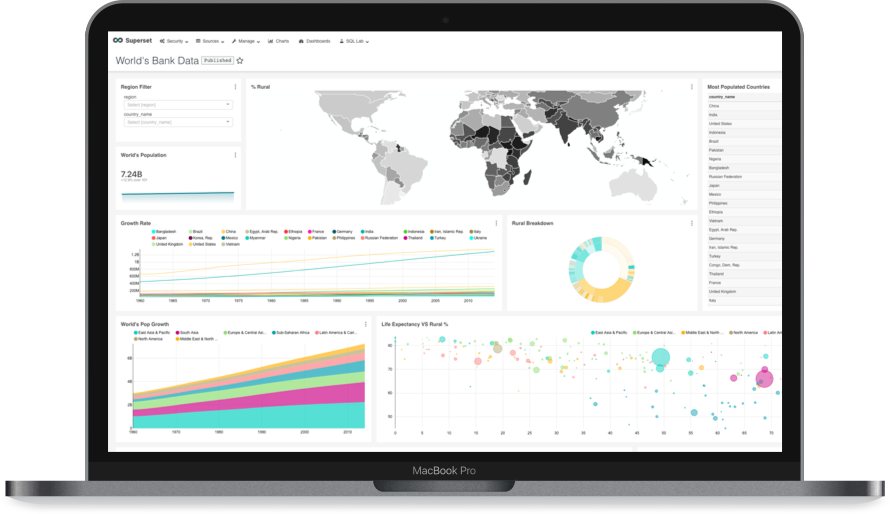 Superset Security Sources Manage Charts Dashboards SQL Lab
World's Bank Data Published
Region Filter
region
Select [region]
country_name
Select [country_name]
World's Population
7.24B
% Rural
Most Populated Countries
country_name
China
India
United States
Indonesia
Brazil
Pakistan
Nigeria
Bangladesh
Russian Federation
Japan
Mexico
Philippines
Ethiopia
Vietnam
Egypt, Arab Rep.
Germany
Iran, Islamic Rep.
Turkey
Congo, Dem. Rep.
Thailand
France
United Kingdom
Italy
Growth Rate
Bangladesh Brazil China Egypt, Arab Rep. Ethiopia France Germany India Indonesia Iran, Islamic Rep. Italy
Japan Korea, Rep. Mexico Myanmar Nigeria Pakistan Philippines Russian Federation Thailand Turkey Ukraine
United Kingdom United States Vietnam
1.2B
1B
800M
600M
400M
200M
1960 1965 1970 1975 1980 1985 1990 1995 2000 2005 2010
Rural Breakdown
World's Pop Growth
East Asia & Pacific South Asia Europe & Central As... Sub-Saharan Africa Latin America & Cari...
North America Middle East & North ...
6B
4B
2B
0
1960 1970 1980 1990 2000 2010
Life Expectancy VS Rural %
East Asia & Pacific Europe & Central As... Middle East & North ... North America Latin Am
80
70
60
50
0 5 10 15 20 25 30 35 40 45 50 55 60 65 70
MacBook Pro